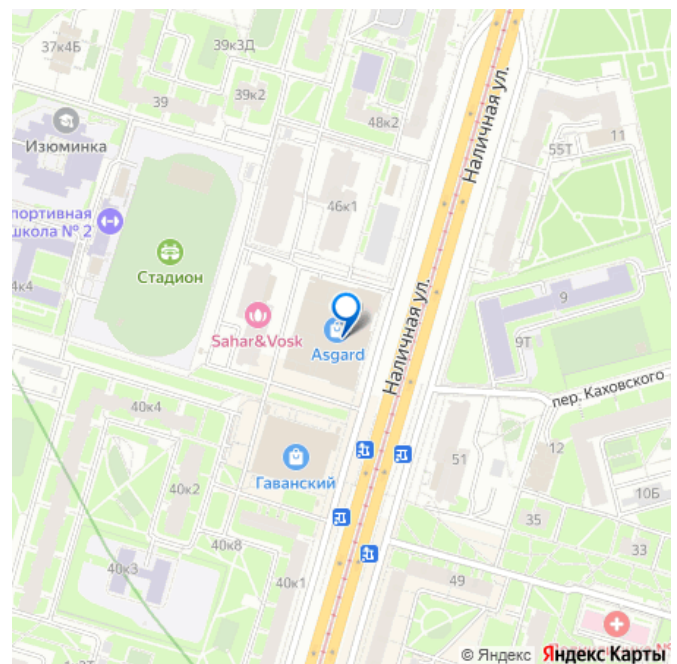 37к4Б
39к3Д
39
39к2
48к2
Наличная ул.
55Т
11
Изюминка
46к1
портивная
школа № 2
Стадион
4к4
Sahar&Vosk
Asgard
Наличная ул.
9
9Т
пер. Каховского
40к4
Гаванский
40к2
51
12
10Б
40к8
35
33
40к3
40к1
49
© Яндекс Яндекс Карты